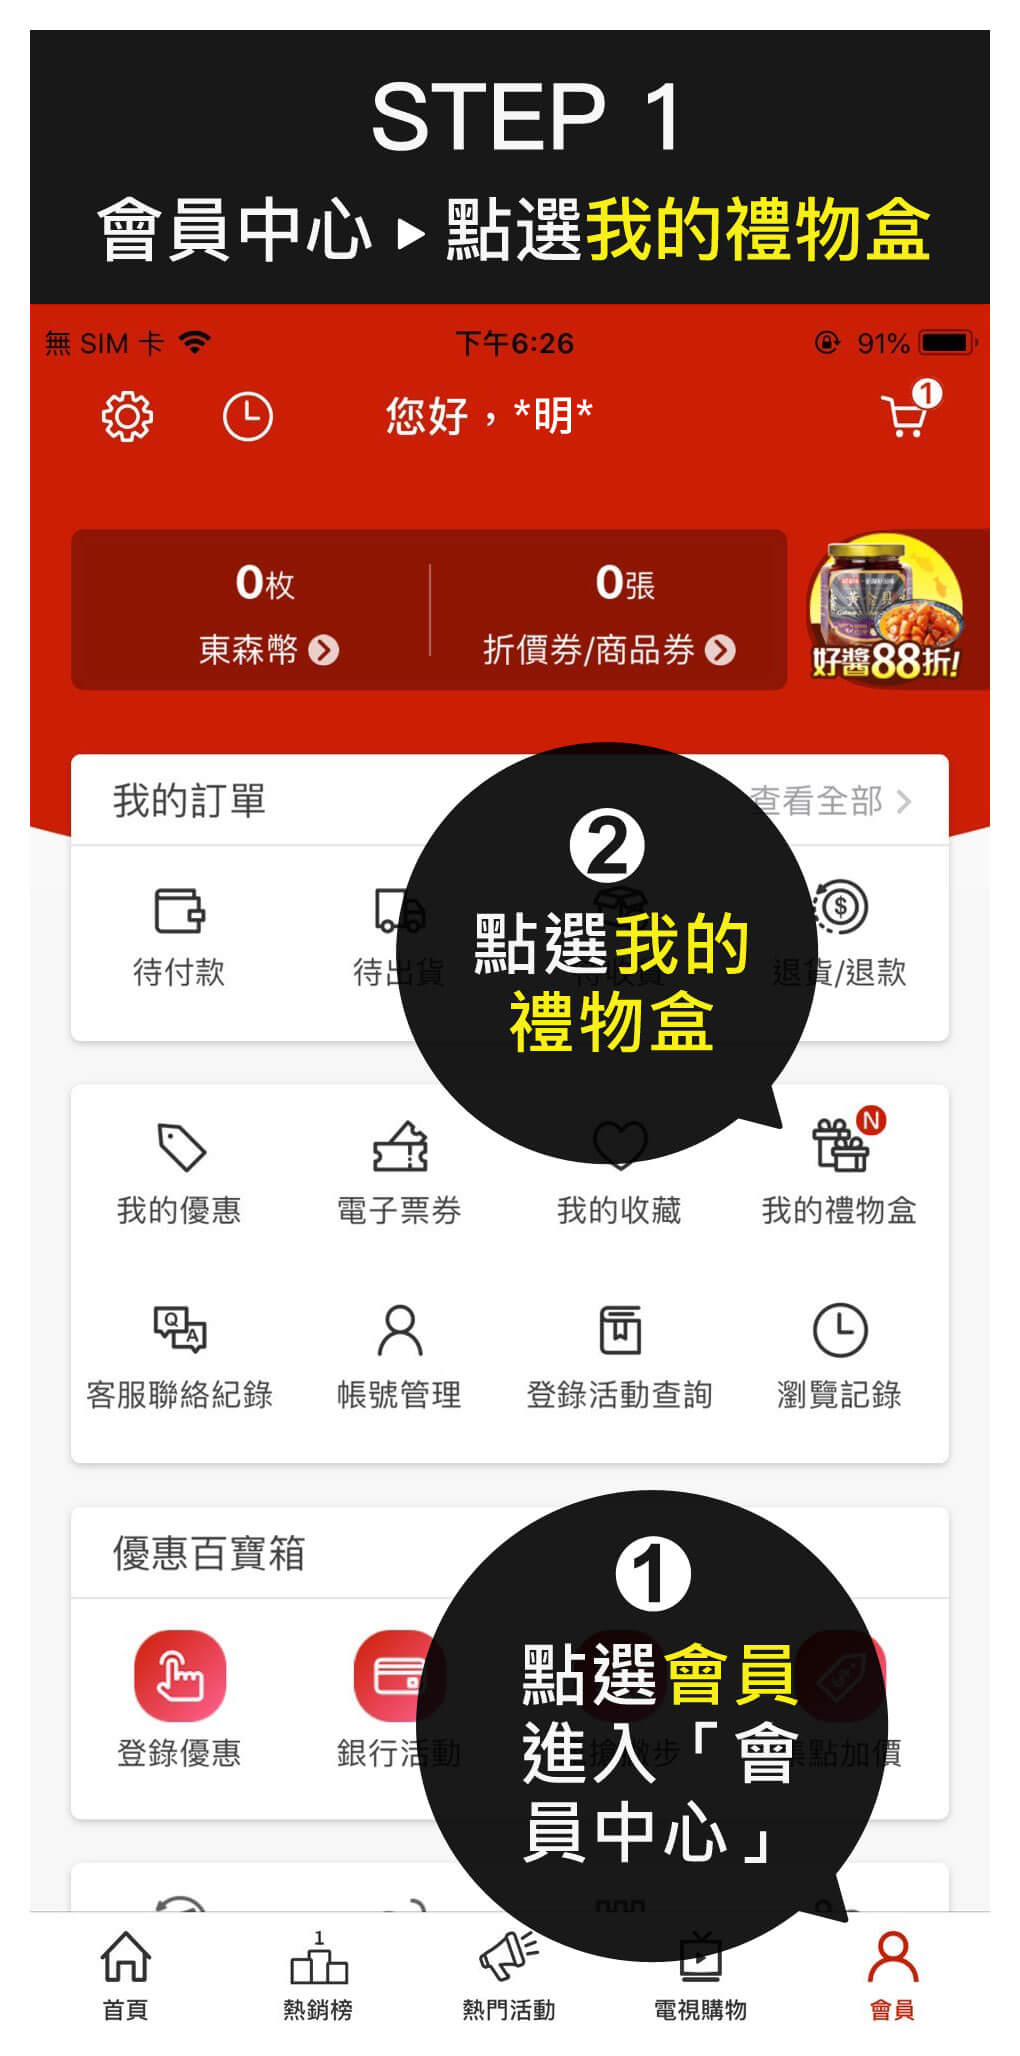 STEP 1
會員中心▶點選我的禮物盒
無 SIM 卡 下午6:26 91%
您好，*明* 1
0枚 0張
東森幣 折價券/商品券
好醬88折!
我的訂單 查看全部
2
點選我的
禮物盒
待付款 待出貨 待收貨 退貨/退款
N
我的優惠 電子票券 我的收藏 我的禮物盒
Q A
客服聯絡紀錄 帳號管理 登錄活動查詢 瀏覽記錄
優惠百寶箱
1
點選會員
進入「會
員中心」
登錄優惠 銀行活動 點加價
1
首頁 熱銷榜 熱門活動 電視購物 會員